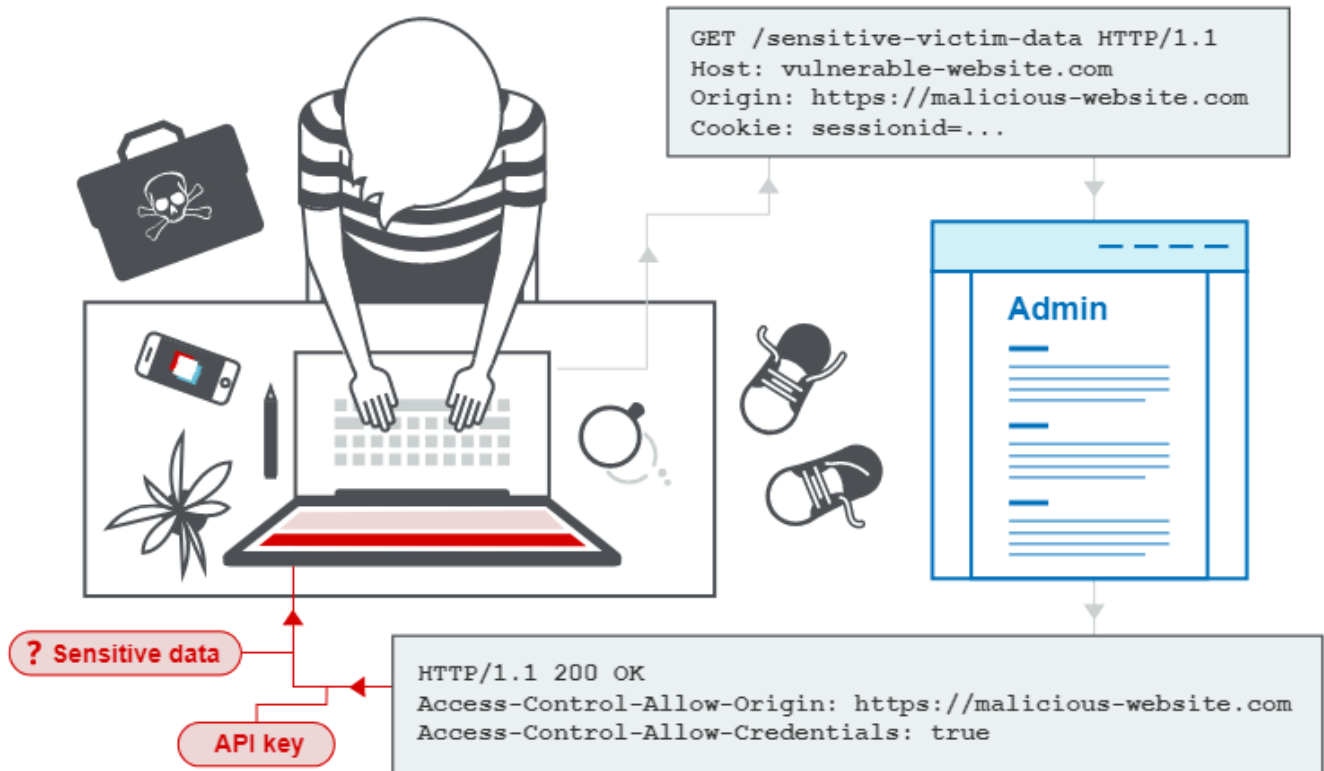 GET /sensitive-victim-data HTTP/1.1
Host: vulnerable-website.com
Origin: https://malicious-website.com
Cookie: sessionid=...
Admin
? Sensitive data
API key
HTTP/1.1 200 OK
Access-Control-Allow-Origin: https://malicious-website.com
Access-Control-Allow-Credentials: true